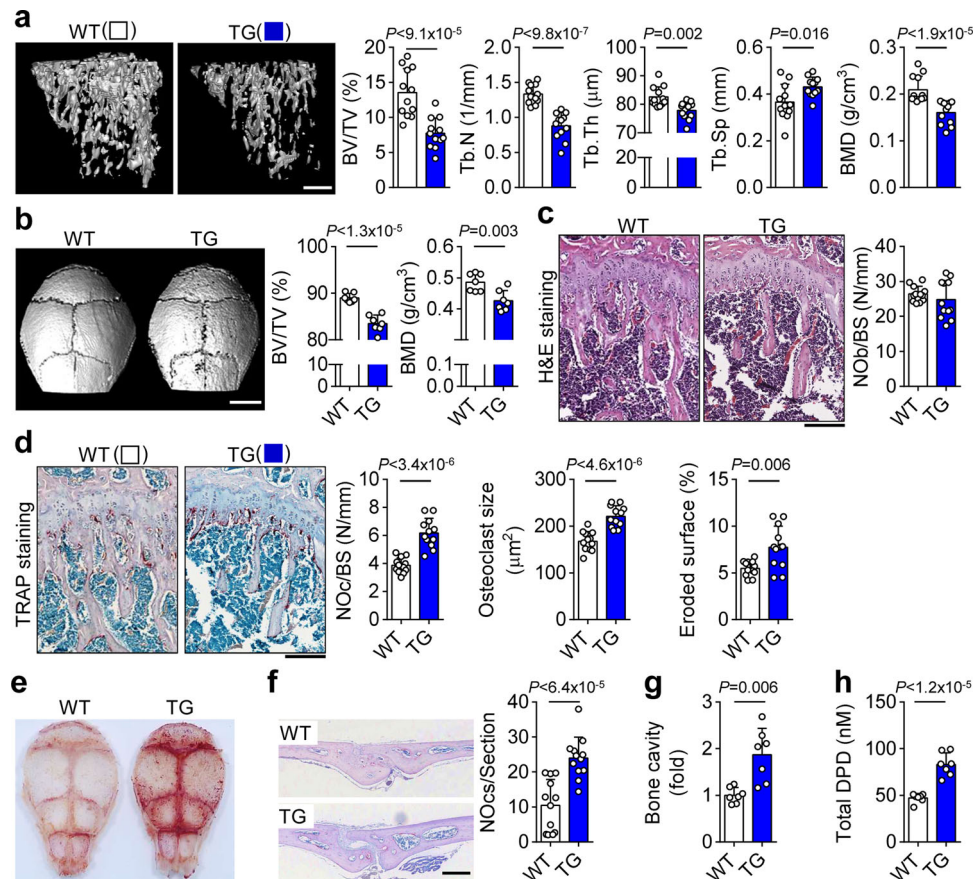 a
WT(□) TG(■)
P<9.1x10⁻⁵
BV/TV (%)
20
15
10
5
0
P<9.8x10⁻⁷
Tb.N (1/mm)
2.0
1.5
1.0
0.5
0.0
P=0.002
Tb.Th (μm)
100
90
80
70
20
0
P=0.016
Tb.Sp (mm)
0.6
0.4
0.2
0.0
P<1.9x10⁻⁵
BMD (g/cm³)
0.3
0.2
0.1
0.0
b
WT TG
P<1.3x10⁻⁵
BV/TV (%)
100
90
80
10
0
WT TG
P=0.003
BMD (g/cm³)
0.6
0.5
0.4
0.1
0.0
WT TG
c
WT TG
H&E staining
NOb/BS (N/mm)
40
30
20
10
0
WT TG
d
WT(□) TG(■)
TRAP staining
P<3.4x10⁻⁶
NOc/BS (N/mm)
10
8
6
4
2
0
WT TG
P<4.6x10⁻⁶
Osteoclast size
(μm²)
300
200
100
0
WT TG
P=0.006
Eroded surface (%)
15
10
5
0
WT TG
e
WT TG
f
WT
TG
P<6.4x10⁻⁵
NOcs/Section
40
30
20
10
0
WT TG
g
P=0.006
Bone cavity
(fold)
3
2
1
0
WT TG
h
P<1.2x10⁻⁵
Total DPD (nM)
150
100
50
0
WT TG